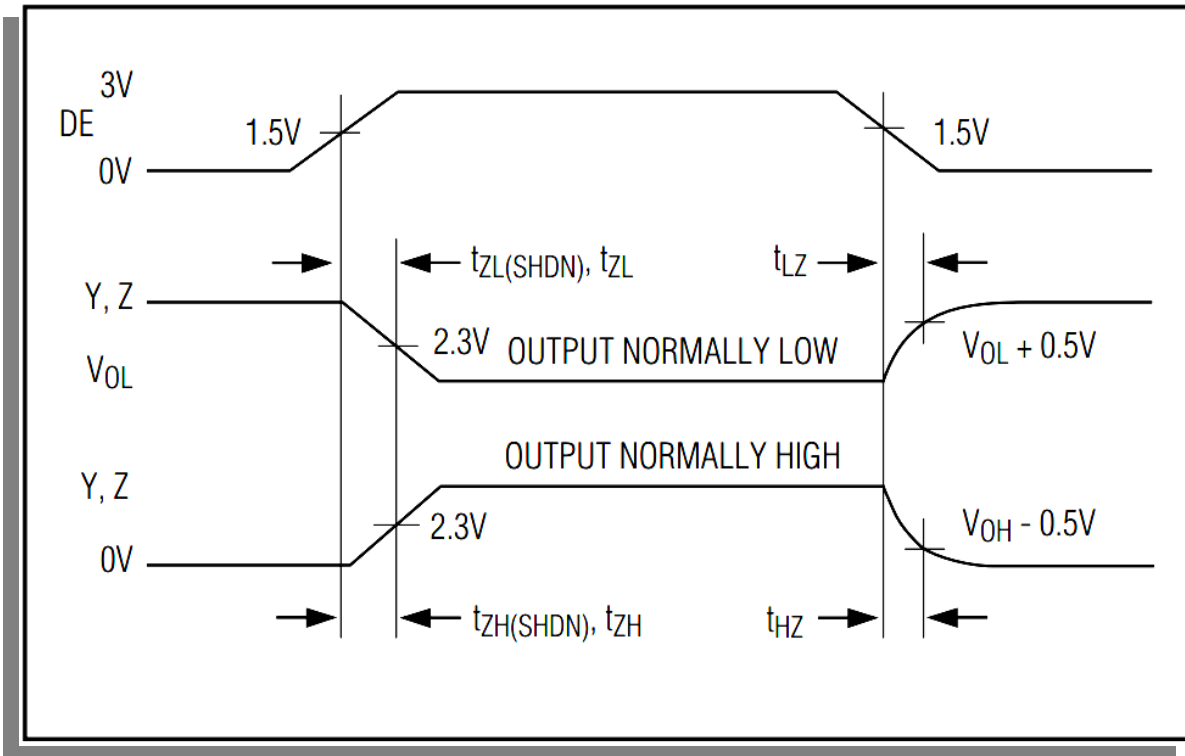 3V
DE
1.5V
1.5V
0V
tZL(SHDN), tZL
tLZ
Y, Z
2.3V
OUTPUT NORMALLY LOW
VOL + 0.5V
VOL
OUTPUT NORMALLY HIGH
Y, Z
2.3V
VOH - 0.5V
0V
tZH(SHDN), tZH
tHZ